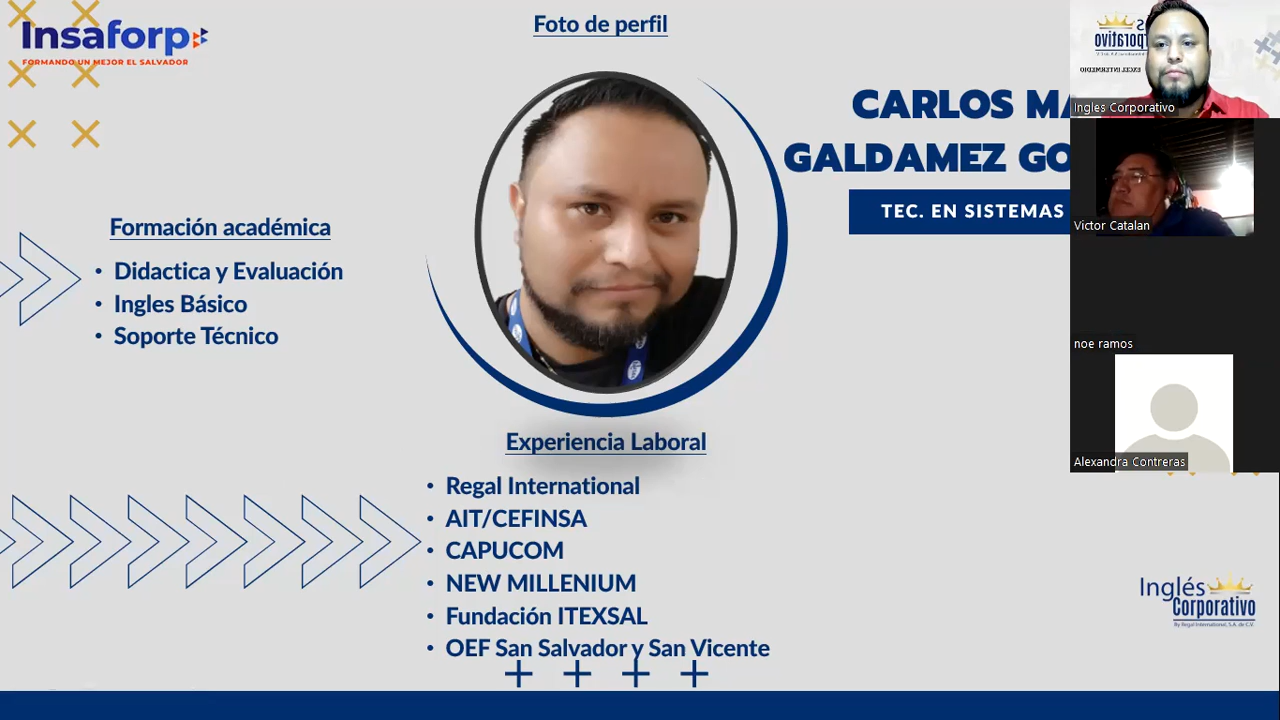 Insaforp
FORMANDO UN MEJOR EL SALVADOR
Foto de perfil
CARLOS MA
GALDAMEZ GO
TEC. EN SISTEMAS
Formación académica
• Didactica y Evaluación
• Ingles Básico
• Soporte Técnico
Experiencia Laboral
• Regal International
• AIT/CEFINSA
• CAPUCOM
• NEW MILLENIUM
• Fundación ITEXSAL
• OEF San Salvador y San Vicente
Inglés
Corporativo
By Regal International, S.A. de C.V.
EXCEL INTERMEDIO
Ingles Corporativo
Victor Catalan
noe ramos
Alexandra Contreras